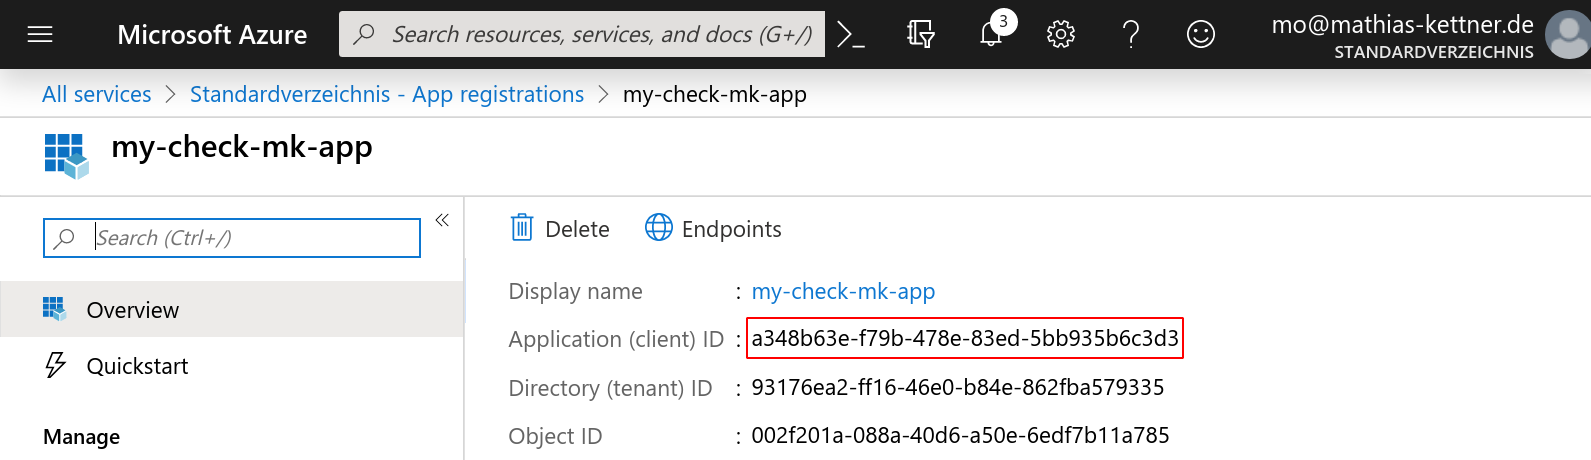 Microsoft Azure
Search resources, services, and docs (G+/)
3
mo@mathias-kettner.de
STANDARDVERZEICHNIS
All services > Standardverzeichnis - App registrations > my-check-mk-app
my-check-mk-app
Search (Ctrl+/)
«
Overview
Quickstart
Manage
Delete
Endpoints
Display name : my-check-mk-app
Application (client) ID : a348b63e-f79b-478e-83ed-5bb935b6c3d3
Directory (tenant) ID : 93176ea2-ff16-46e0-b84e-862fba579335
Object ID : 002f201a-088a-40d6-a50e-6edf7b11a785